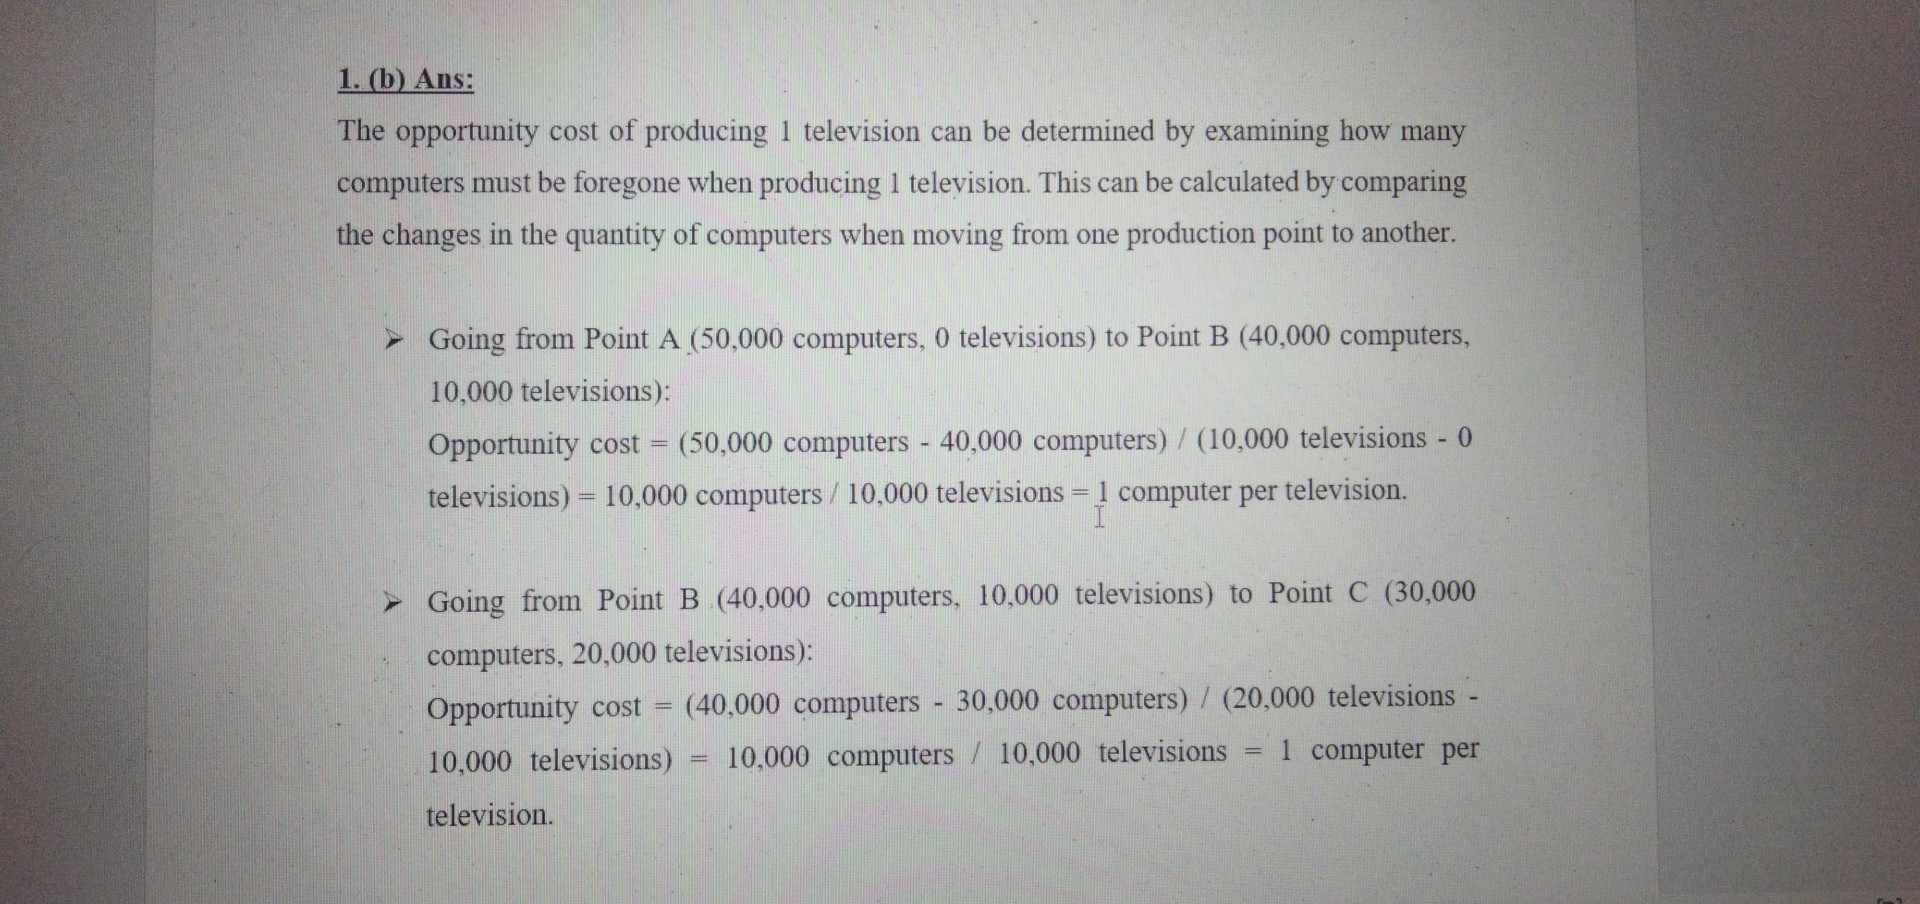 1. (b) Ans:
The opportunity cost of producing 1 television can be determined by examining how many
computers must be foregone when producing 1 television. This can be calculated by comparing
the changes in the quantity of computers when moving from one production point to another.
➤ Going from Point A (50,000 computers, 0 televisions) to Point B (40,000 computers,
10,000 televisions):
Opportunity cost = (50,000 computers - 40,000 computers) / (10,000 televisions - 0
televisions) = 10,000 computers / 10,000 televisions = 1 computer per television.
➤ Going from Point B (40,000 computers, 10,000 televisions) to Point C (30,000
computers, 20,000 televisions):
Opportunity cost = (40,000 computers - 30,000 computers) / (20,000 televisions -
10,000 televisions) = 10,000 computers / 10,000 televisions = 1 computer per
television.